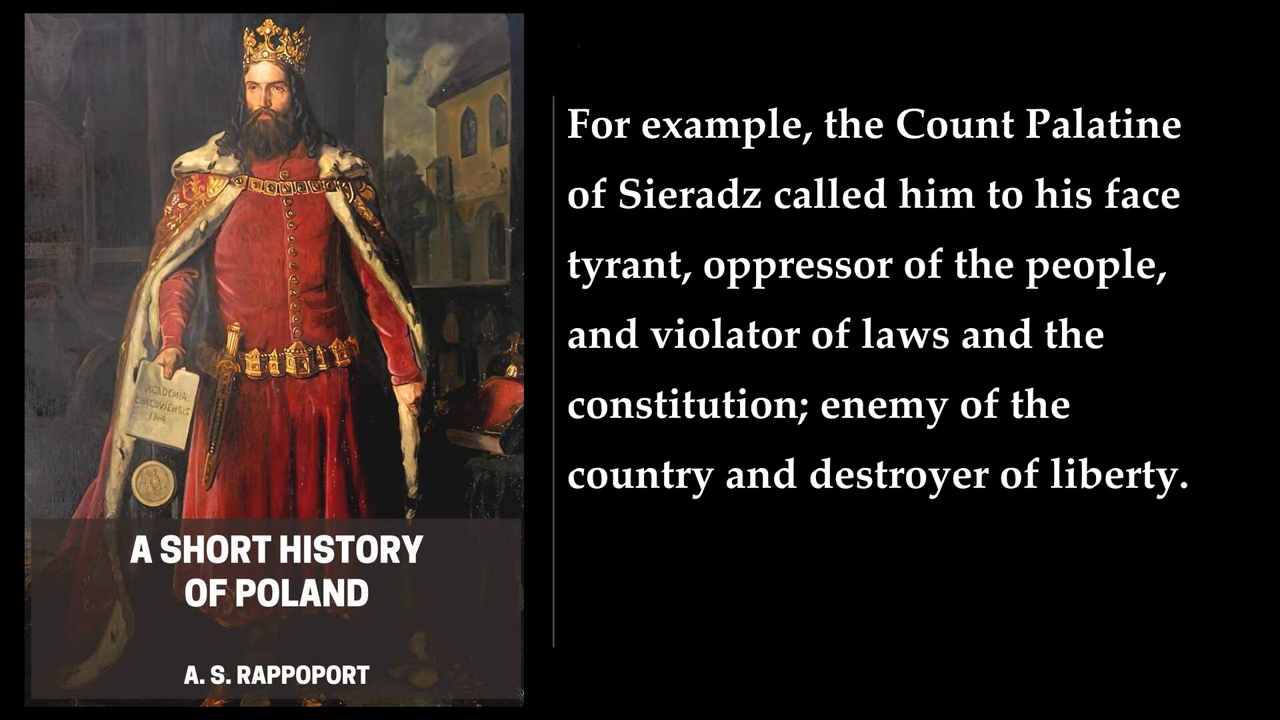 ACADEMIA
A SHORT HISTORY
OF POLAND
A. S. RAPPOPORT
For example, the Count Palatine
of Sieradz called him to his face
tyrant, oppressor of the people,
and violator of laws and the
constitution; enemy of the
country and destroyer of liberty.